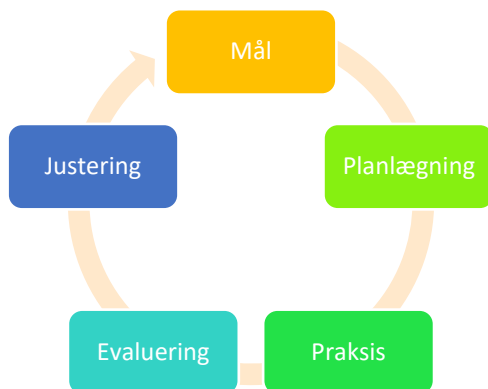 Mål
Planlægning
Praksis
Evaluering
Justering